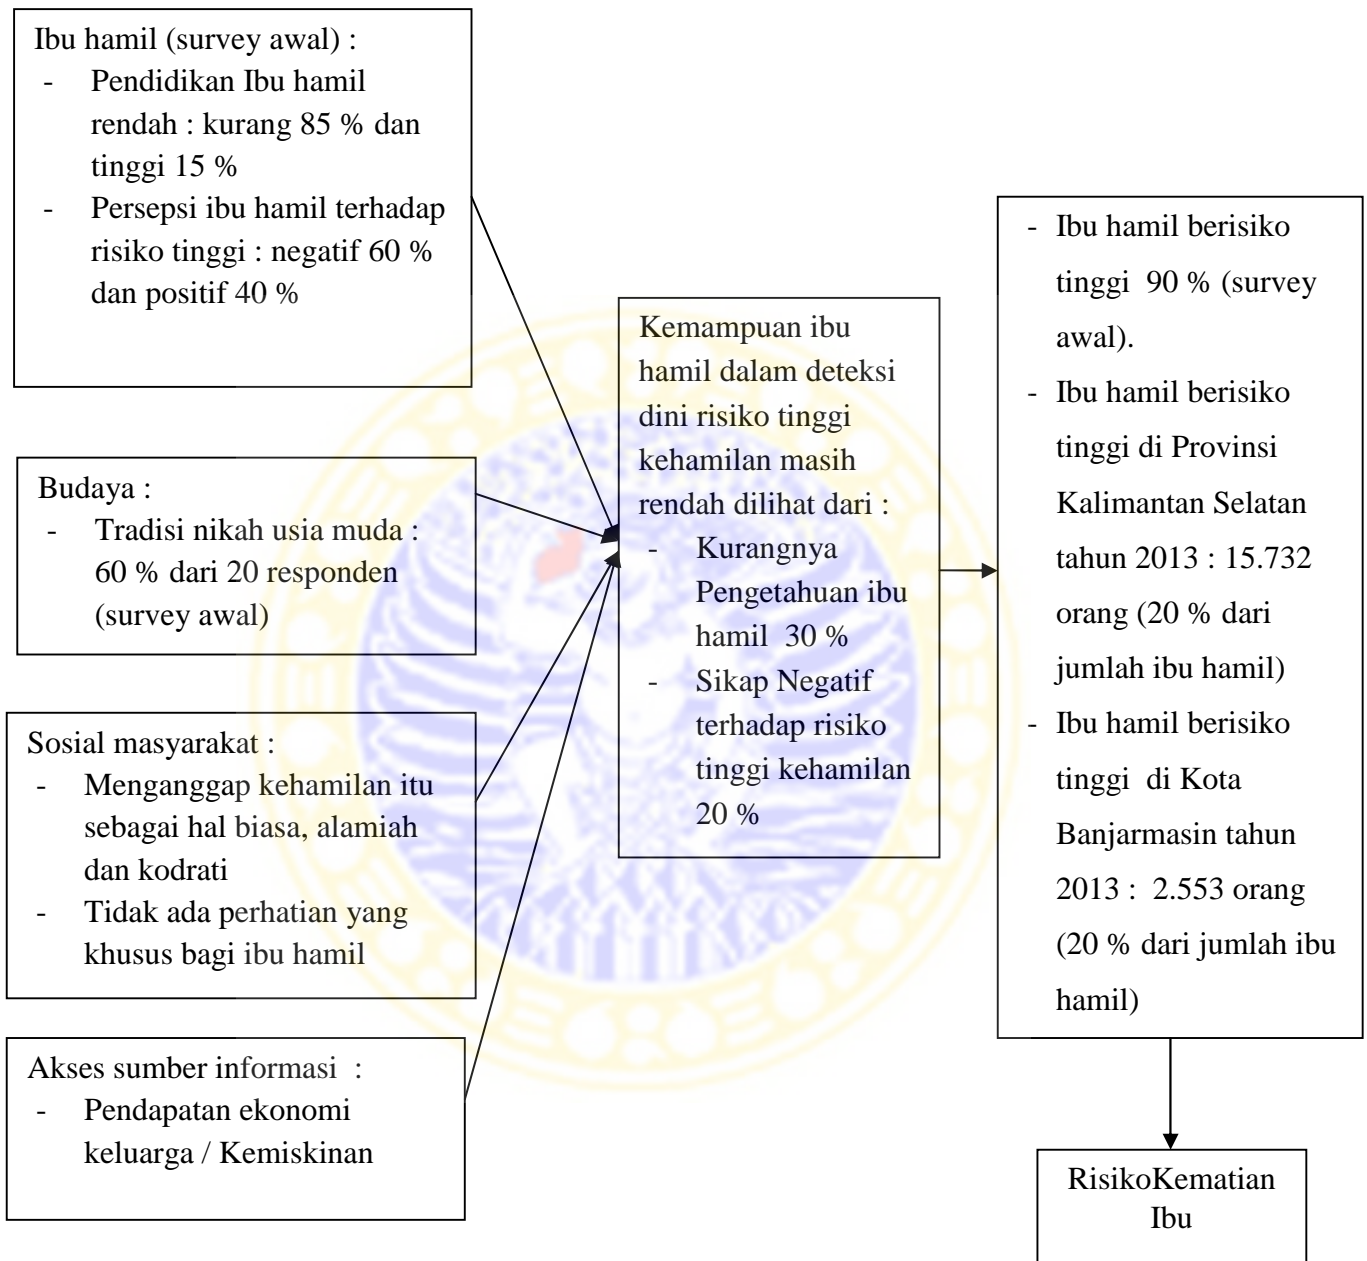 Ibu hamil (survey awal) :
- Pendidikan Ibu hamil
rendah : kurang 85 % dan
tinggi 15 %
- Persepsi ibu hamil terhadap
risiko tinggi : negatif 60 %
dan positif 40 %
Budaya :
- Tradisi nikah usia muda :
60 % dari 20 responden
(survey awal)
Sosial masyarakat :
- Menganggap kehamilan itu
sebagai hal biasa, alamiah
dan kodrati
- Tidak ada perhatian yang
khusus bagi ibu hamil
Akses sumber informasi :
- Pendapatan ekonomi
keluarga / Kemiskinan
Kemampuan ibu
hamil dalam deteksi
dini risiko tinggi
kehamilan masih
rendah dilihat dari :
- Kurangnya
Pengetahuan ibu
hamil 30 %
- Sikap Negatif
terhadap risiko
tinggi kehamilan
20 %
- Ibu hamil berisiko
tinggi 90 % (survey
awal).
- Ibu hamil berisiko
tinggi di Provinsi
Kalimantan Selatan
tahun 2013 : 15.732
orang (20 % dari
jumlah ibu hamil)
- Ibu hamil berisiko
tinggi di Kota
Banjarmasin tahun
2013 : 2.553 orang
(20 % dari jumlah ibu
hamil)
RisikoKematian
Ibu